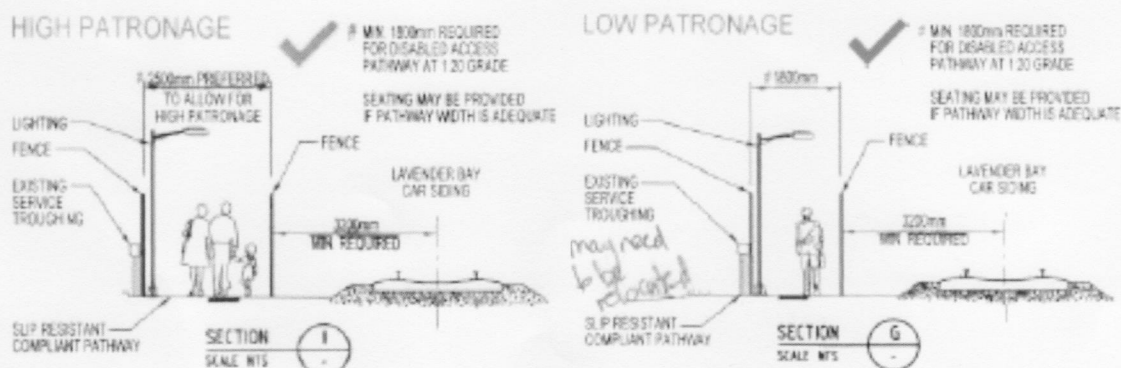 HIGH PATRONAGE
# MIN. 1800mm REQUIRED
FOR DISABLED ACCESS
PATHWAY AT 1:20 GRADE
SEATING MAY BE PROVIDED
IF PATHWAY WIDTH IS ADEQUATE
# 2500mm PREFERRED
TO ALLOW FOR
HIGH PATRONAGE
LIGHTING
FENCE
EXISTING
SERVICE
TROUGHING
FENCE
LAVENDER BAY
CAR SIDING
3200mm
MIN. REQUIRED
SLIP RESISTANT
COMPLIANT PATHWAY
SECTION
SCALE NTS
-
LOW PATRONAGE
# MIN. 1800mm REQUIRED
FOR DISABLED ACCESS
PATHWAY AT 1:20 GRADE
SEATING MAY BE PROVIDED
IF PATHWAY WIDTH IS ADEQUATE
# 1800mm
LIGHTING
FENCE
EXISTING
SERVICE
TROUGHING
FENCE
LAVENDER BAY
CAR SIDING
3200mm
MIN. REQUIRED
may need
to be
relocated
SLIP RESISTANT
COMPLIANT PATHWAY
SECTION G
SCALE NTS
-